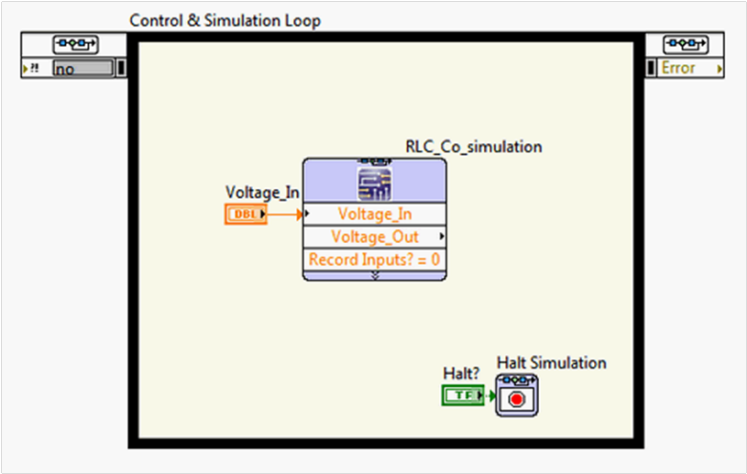 Control & Simulation Loop
?! no
Error
RLC_Co_simulation
Voltage_In
DBL
Voltage_In
Voltage_Out
Record Inputs? = 0
Halt Simulation
Halt?
TF